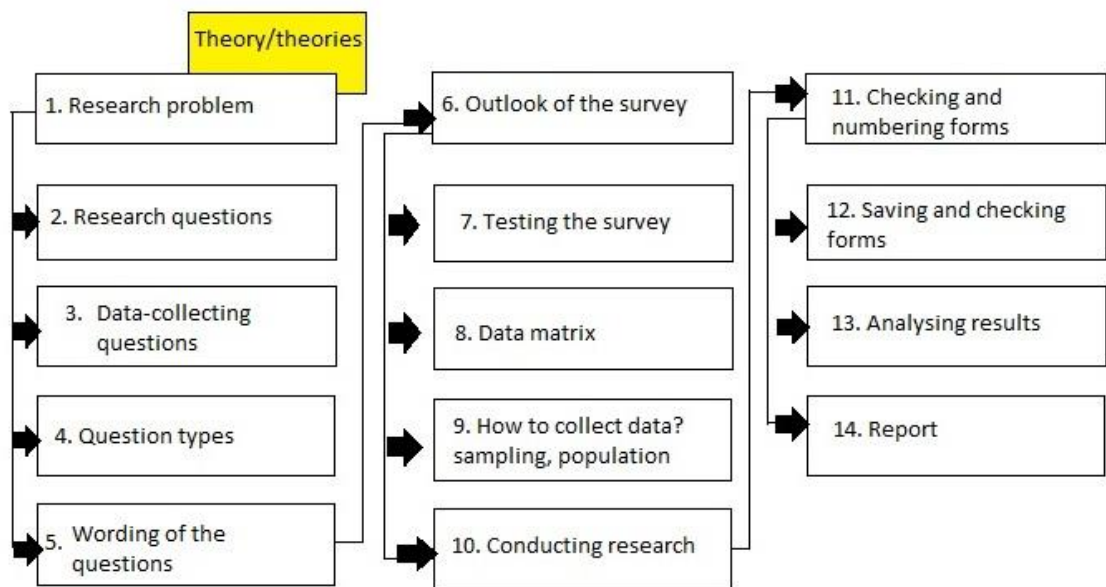 Theory/theories
1. Research problem
2. Research questions
3. Data-collecting
questions
4. Question types
5. Wording of the
questions
6. Outlook of the survey
7. Testing the survey
8. Data matrix
9. How to collect data?
sampling, population
10. Conducting research
11. Checking and
numbering forms
12. Saving and checking
forms
13. Analysing results
14. Report